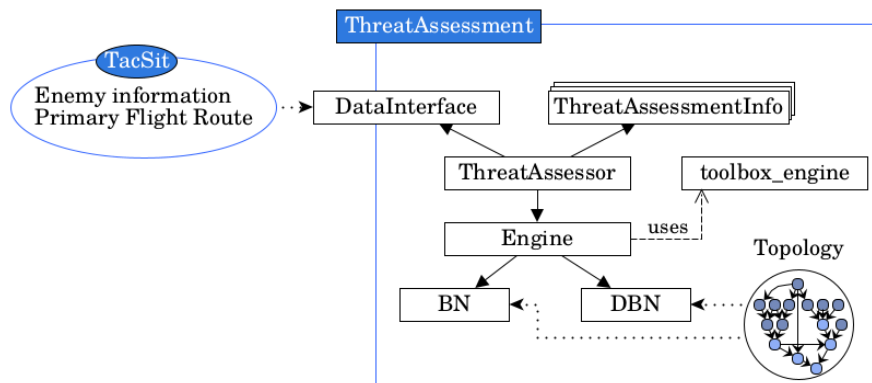 ThreatAssessment
TacSit
Enemy information
Primary Flight Route
DataInterface
ThreatAssessmentInfo
ThreatAssessor
toolbox_engine
Engine
uses
Topology
BN
DBN